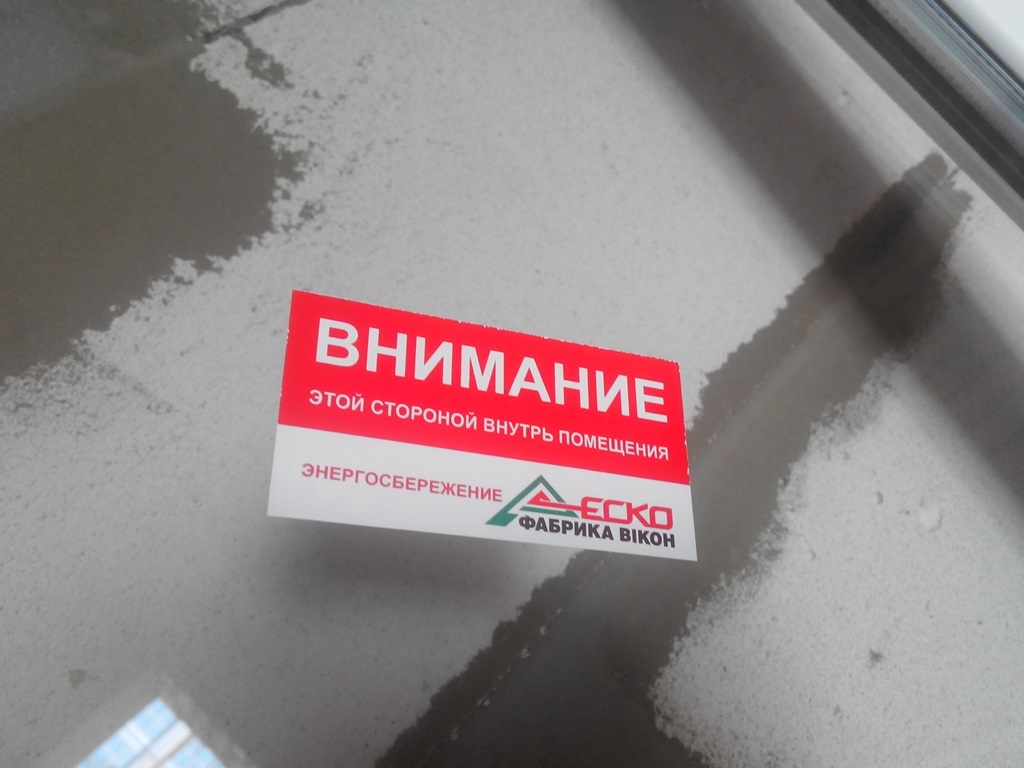 ВНИМАНИЕ
ЭТОЙ СТОРОНОЙ ВНУТРЬ ПОМЕЩЕНИЯ
ЭНЕРГОСБЕРЕЖЕНИЕ
ЕСКО
ФАБРИКА ВІКОН